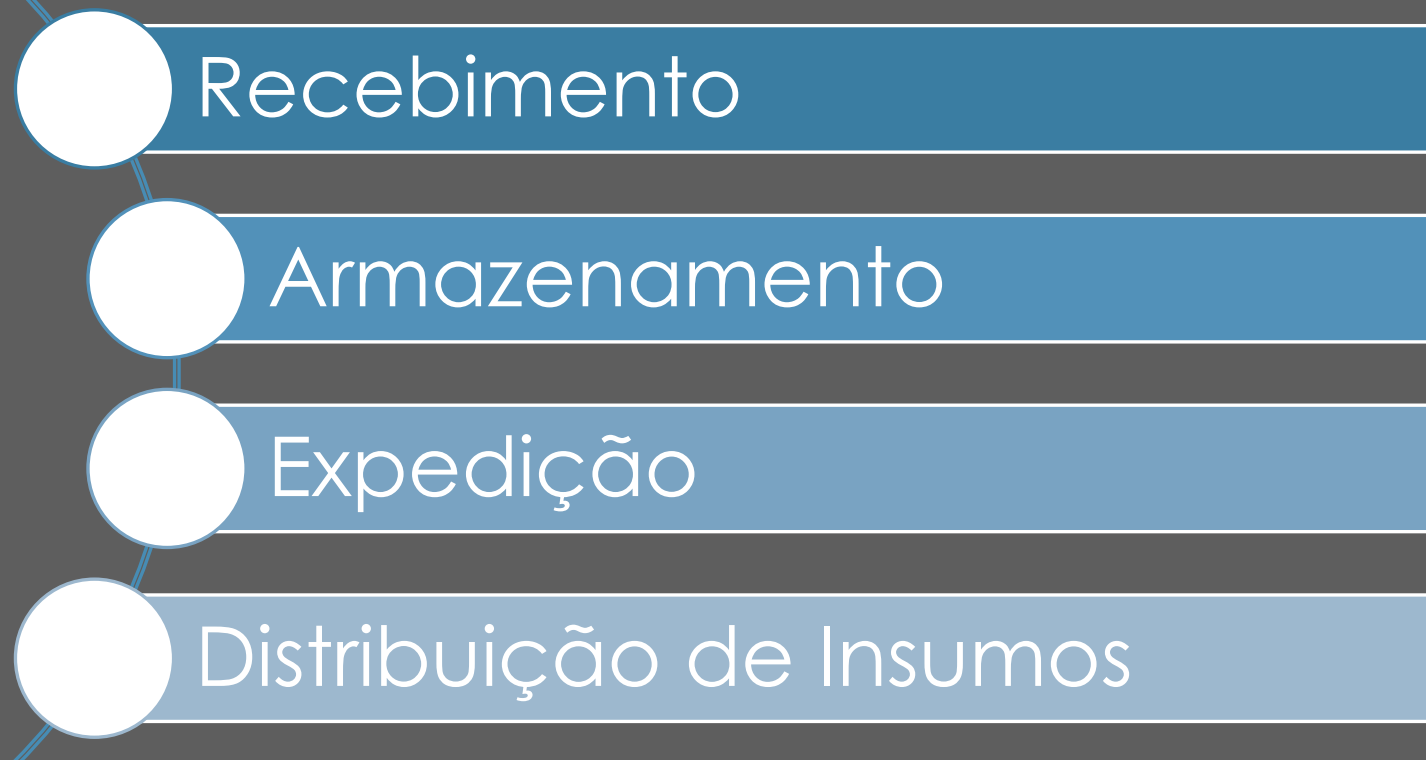 Recebimento
Armazenamento
Expedição
Distribuição de Insumos